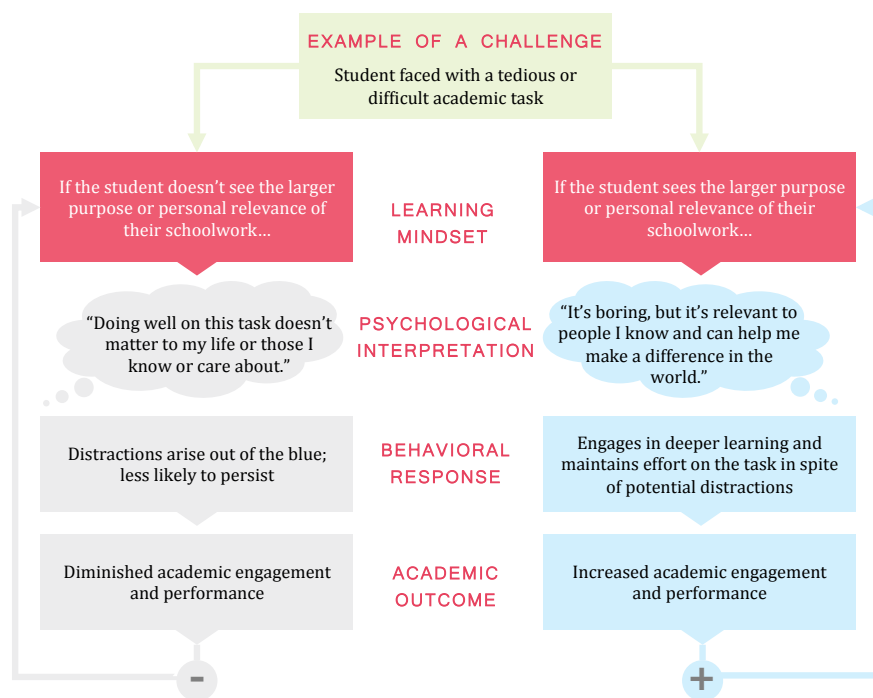 EXAMPLE OF A CHALLENGE
Student faced with a tedious or
difficult academic task
If the student doesn’t see the larger
purpose or personal relevance of
their schoolwork…
LEARNING
MINDSET
If the student sees the larger purpose
or personal relevance of their
schoolwork…
“Doing well on this task doesn’t
matter to my life or those I
know or care about.”
PSYCHOLOGICAL
INTERPRETATION
“It’s boring, but it’s relevant to
people I know and can help me
make a difference in the
world.”
Distractions arise out of the blue;
less likely to persist
BEHAVIORAL
RESPONSE
Engages in deeper learning and
maintains effort on the task in spite
of potential distractions
Diminished academic engagement
and performance
ACADEMIC
OUTCOME
Increased academic engagement
and performance
-
+